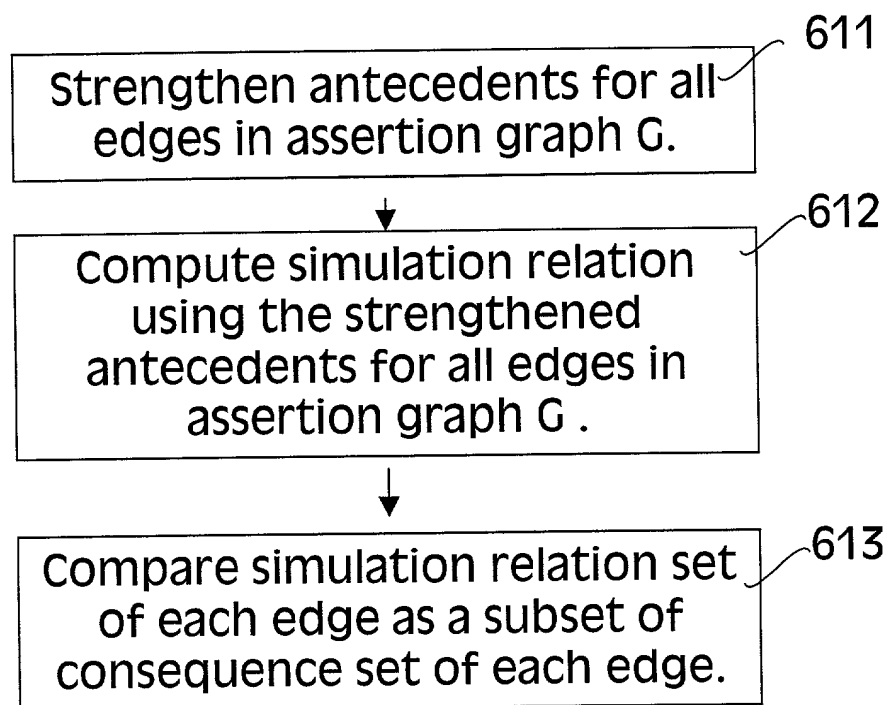 611
Strengthen antecedents for all
edges in assertion graph G.
612
Compute simulation relation
using the strengthened
antecedents for all edges in
assertion graph G .
613
Compare simulation relation set
of each edge as a subset of
consequence set of each edge.